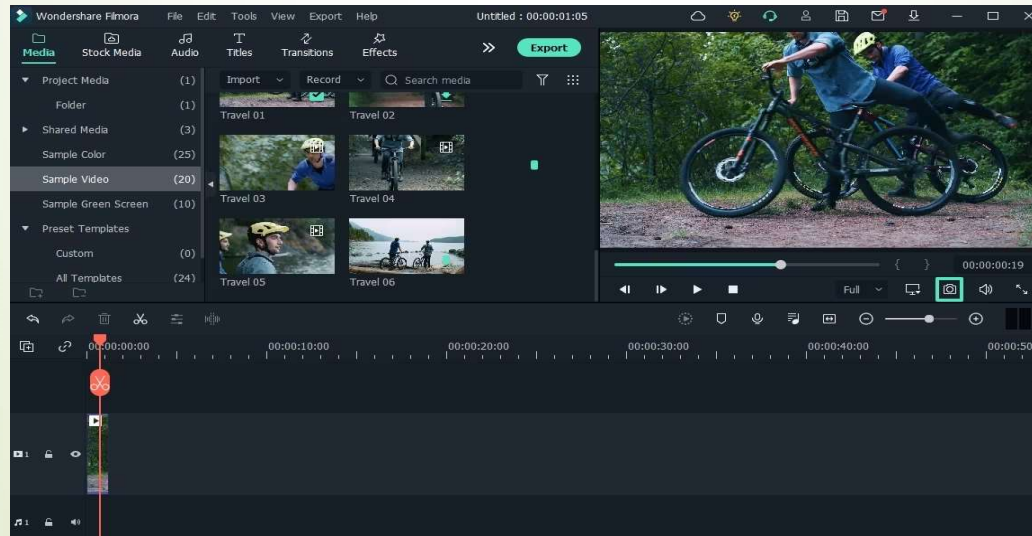 Wondershare Filmora File Edit Tools View Export Help Untitled : 00:00:01:05
Media Stock Media Audio Titles Transitions Effects Export
Project Media (1)
Folder (1)
Shared Media (3)
Sample Color (25)
Sample Video (20)
Sample Green Screen (10)
Preset Templates
Custom (0)
All Templates (24)
Import Record Search media
Travel 01 Travel 02
Travel 03 Travel 04
Travel 05 Travel 06
{ } 00:00:00:19
Full
00:00:00:00 00:00:10:00 00:00:20:00 00:00:30:00 00:00:40:00 00:00:50
1
1